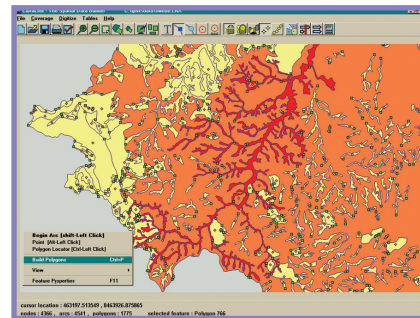 File Coverage Digitize Tables Help
Begin Arc [shift-Left Click]
Point [Alt-Left Click]
Polygon Locator [Ctrl-Left Click]
Build Polygons Ctrl+P
View
Feature Properties F11
cursor location : 463197.513549 , 8463926.875865
nodes : 4366 , arcs : 4541 , polygons : 1775 selected feature : Polygon 766